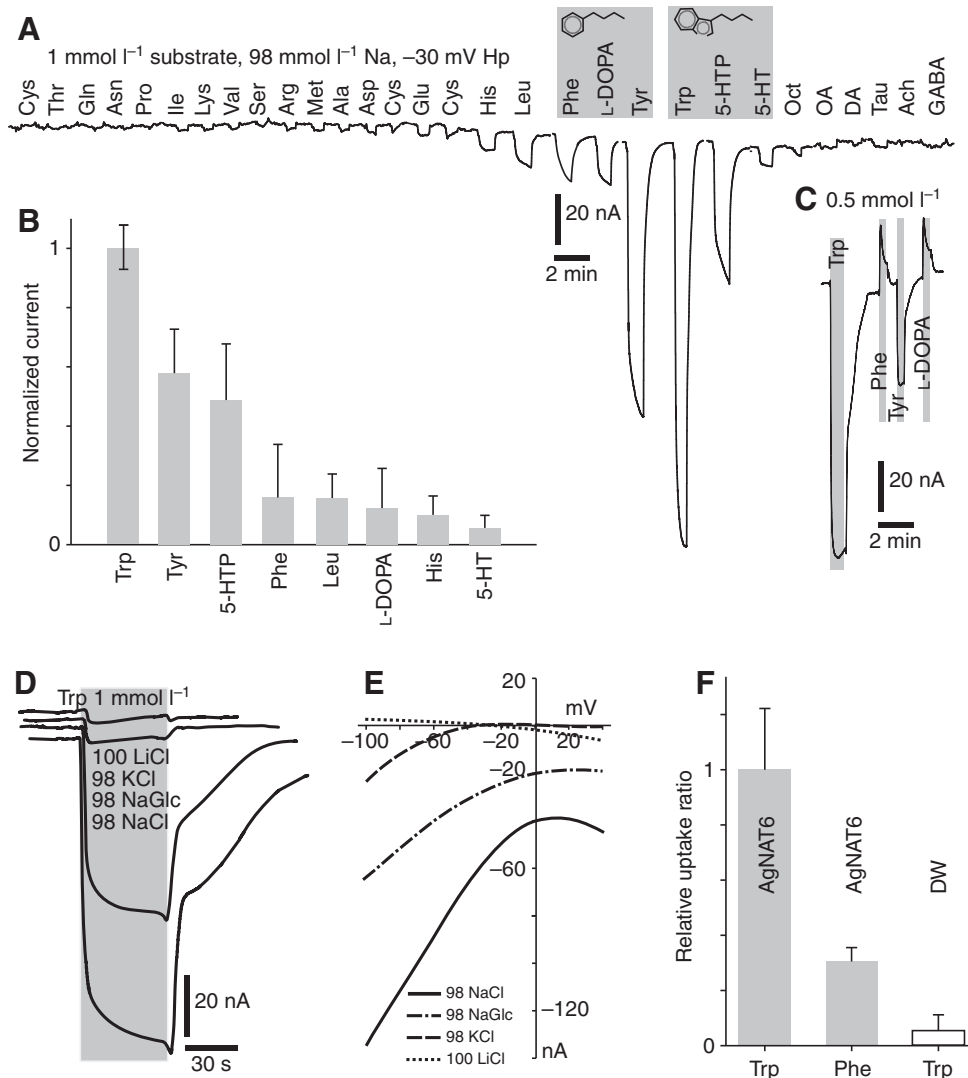 A
1 mmol l⁻¹ substrate, 98 mmol l⁻¹ Na, –30 mV Hp
Cys
Thr
Gln
Asn
Pro
Ile
Lys
Val
Ser
Arg
Met
Ala
Asp
Cys
Glu
Cys
His
Leu
Phe
L-DOPA
Tyr
Trp
5-HTP
5-HT
Oct
OA
DA
Tau
Ach
GABA
20 nA
2 min
B
Normalized current
1
0
Trp
Tyr
5-HTP
Phe
Leu
L-DOPA
His
5-HT
C
0.5 mmol l⁻¹
Trp
Phe
Tyr
L-DOPA
20 nA
2 min
D
Trp 1 mmol l⁻¹
100 LiCl
98 KCl
98 NaGlc
98 NaCl
20 nA
30 s
E
20
mV
–100
–60
–20
20
–20
–60
–120
nA
98 NaCl
98 NaGlc
98 KCl
100 LiCl
F
Relative uptake ratio
1
0
AgNAT6
AgNAT6
DW
Trp
Phe
Trp